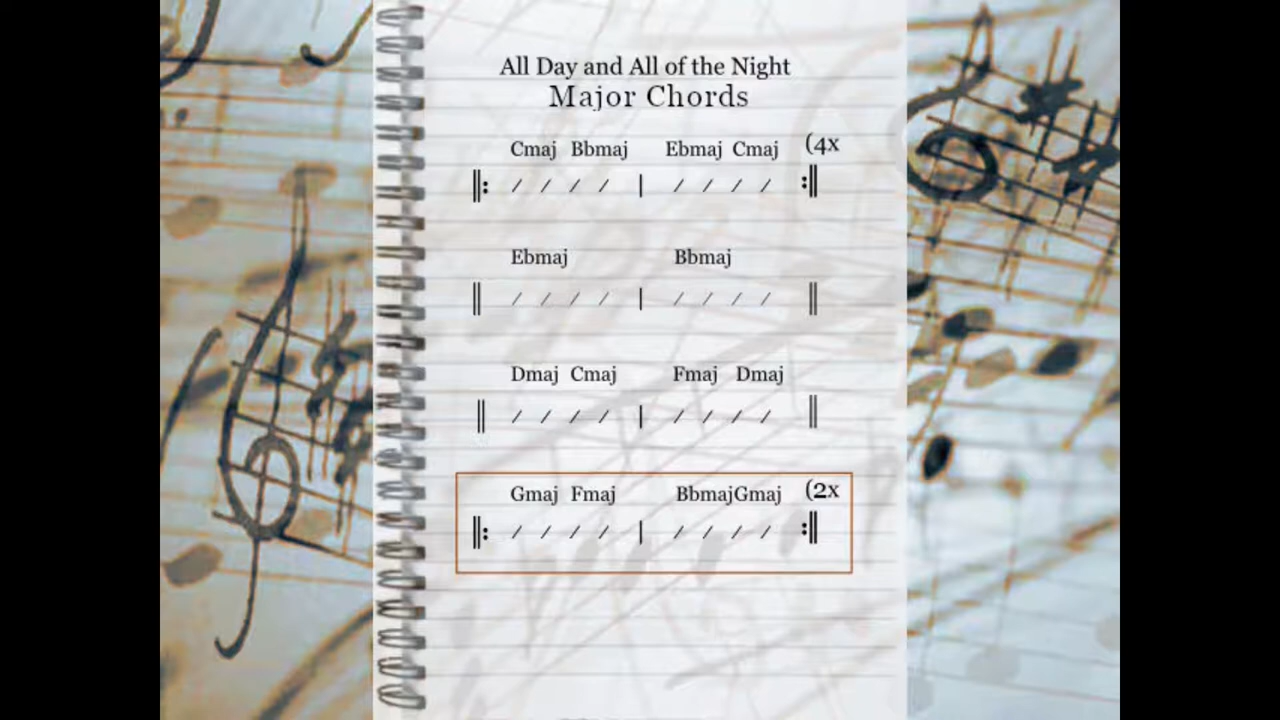 All Day and All of the Night
Major Chords
Cmaj Bbmaj Ebmaj Cmaj (4x
Ebmaj Bbmaj
Dmaj Cmaj Fmaj Dmaj
Gmaj Fmaj BbmajGmaj (2x